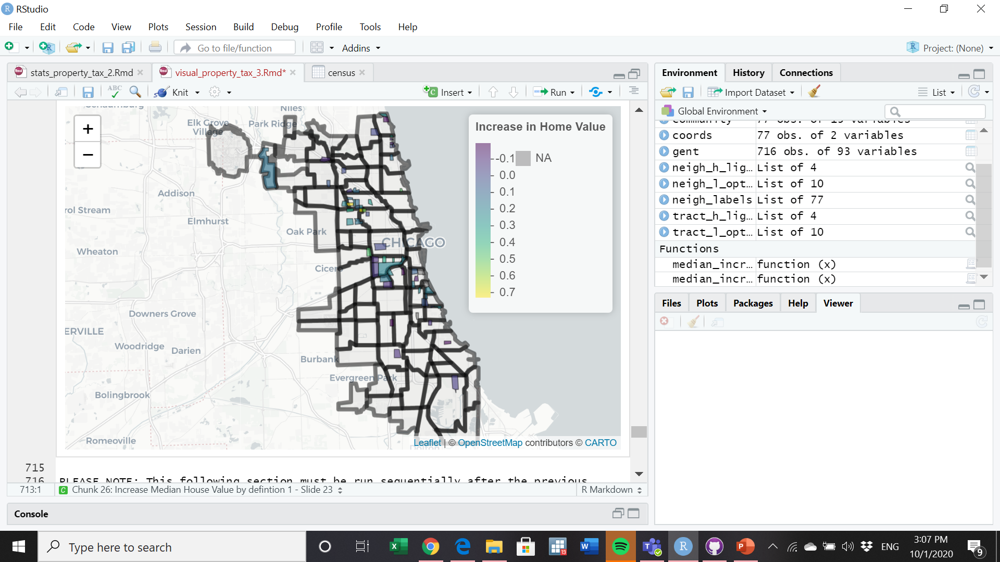 RStudio
File Edit Code View Plots Session Build Debug Profile Tools Help
Go to file/function Addins Project: (None)
stats_property_tax_2.Rmd visual_property_tax_3.Rmd* census
ABC Knit Insert Run
Niles
Elk Grove Village
Park Ridge
Addison
rol Stream
Elmhurst
Oak Park
CHICAGO
Wheaton
Cicero
Downers Grove
ERVILLE
Woodridge
Darien
Burbank
Evergreen Park
Bolingbrook
Romeoville
+
−
Increase in Home Value
-0.1 NA
0.0
0.1
0.2
0.3
0.4
0.5
0.6
0.7
Leaflet | © OpenStreetMap contributors © CARTO
715
716 PLEASE NOTE: This following section must be run sequentially after the previous
713:1 Chunk 26: Increase Median House Value by defintion 1 - Slide 23 R Markdown
Console
Environment History Connections
Import Dataset List
Global Environment
community 77 obs. of 15 variables
coords 77 obs. of 2 variables
gent 716 obs. of 93 variables
neigh_h_lig… List of 4
neigh_l_opt… List of 10
neigh_labels List of 77
tract_h_lig… List of 4
tract_l_opt… List of 10
Functions
median_incr… function (x)
median_incr… function (x)
Files Plots Packages Help Viewer
Type here to search
13
ENG
3:07 PM
10/1/2020
9